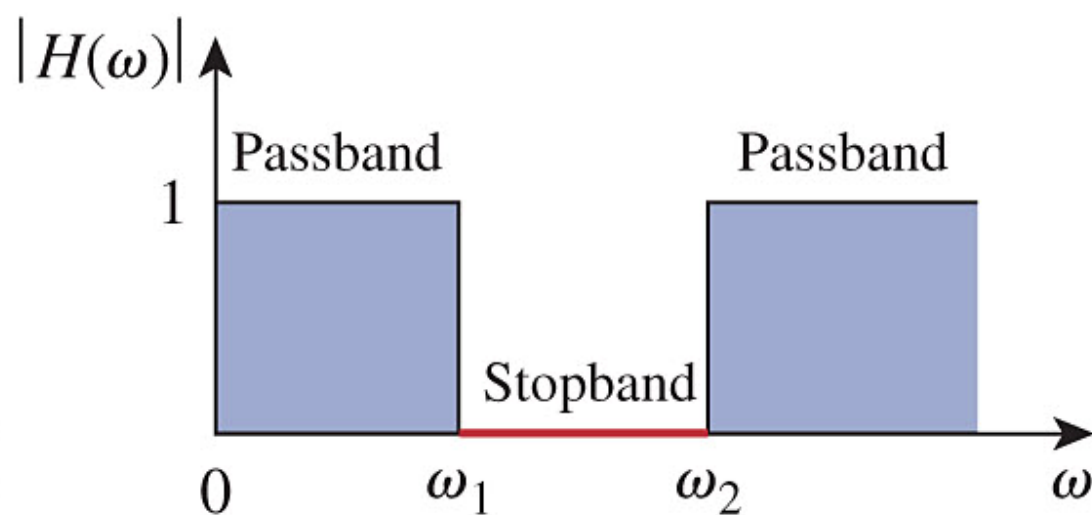 |H(ω)|
Passband Passband
1
Stopband
0 ω₁ ω₂ ω